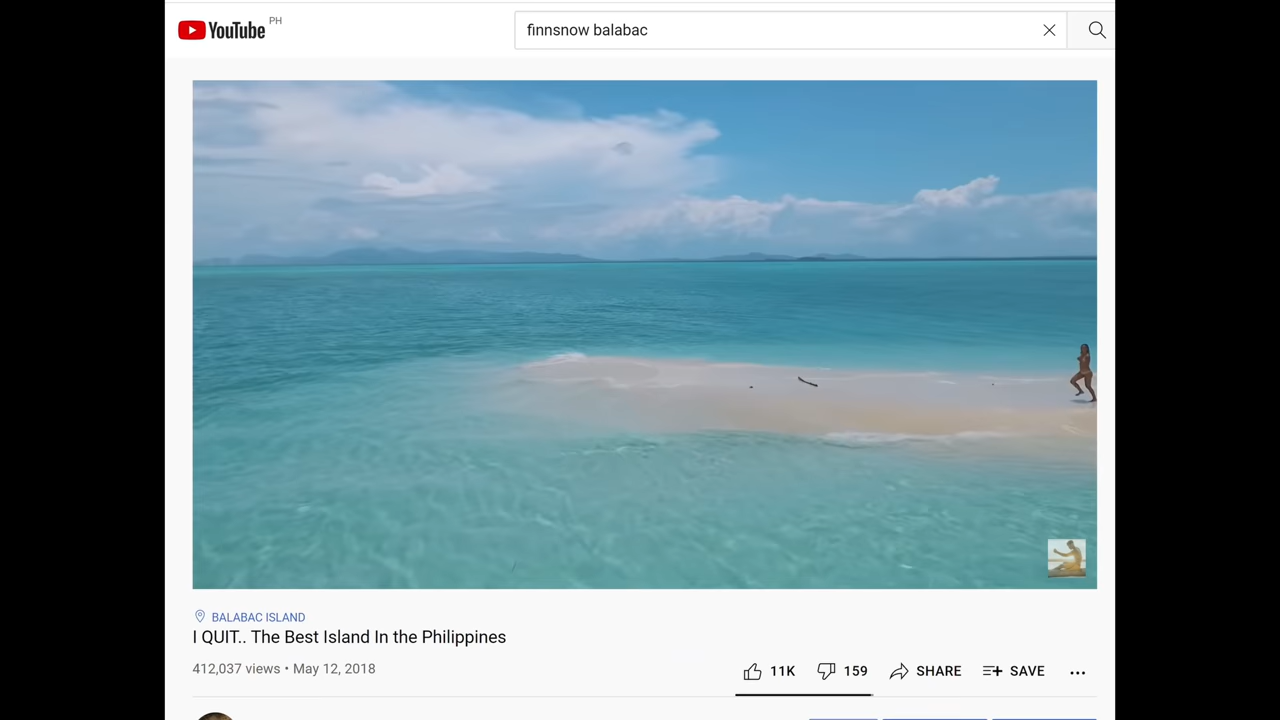 YouTube PH
finnsnow balabac
BALABAC ISLAND
I QUIT.. The Best Island In the Philippines
412,037 views • May 12, 2018
11K 159 SHARE SAVE